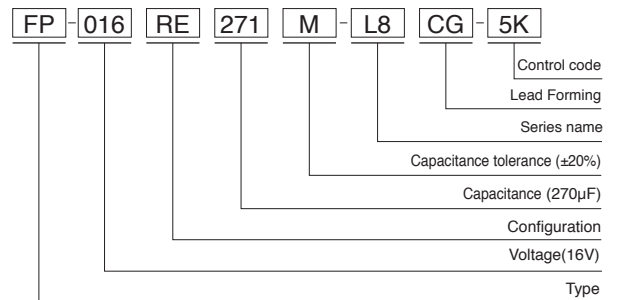 FP-016 RE 271 M-L8 CG-5K
Control code
Lead Forming
Series name
Capacitance tolerance (±20%)
Capacitance (270μF)
Configuration
Voltage(16V)
Type